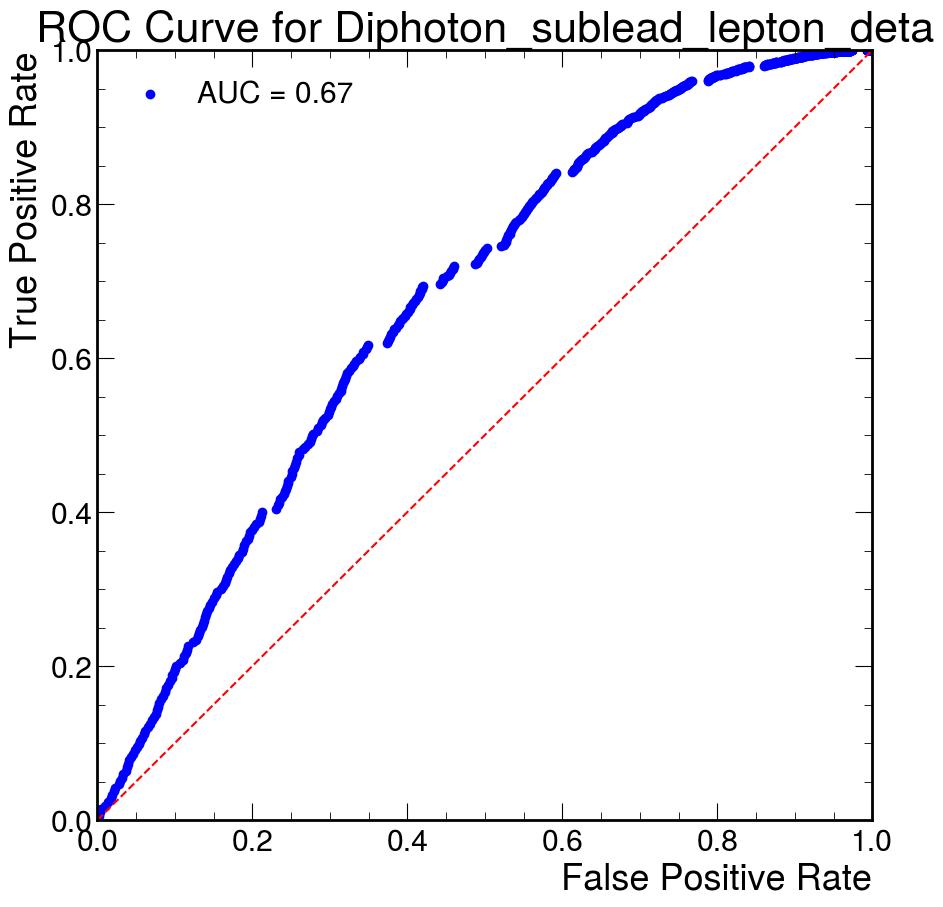 ROC Curve for Diphoton_sublead_lepton_deta
True Positive Rate
1.0
0.8
0.6
0.4
0.2
0.0
AUC = 0.67
0.0 0.2 0.4 0.6 0.8 1.0
False Positive Rate